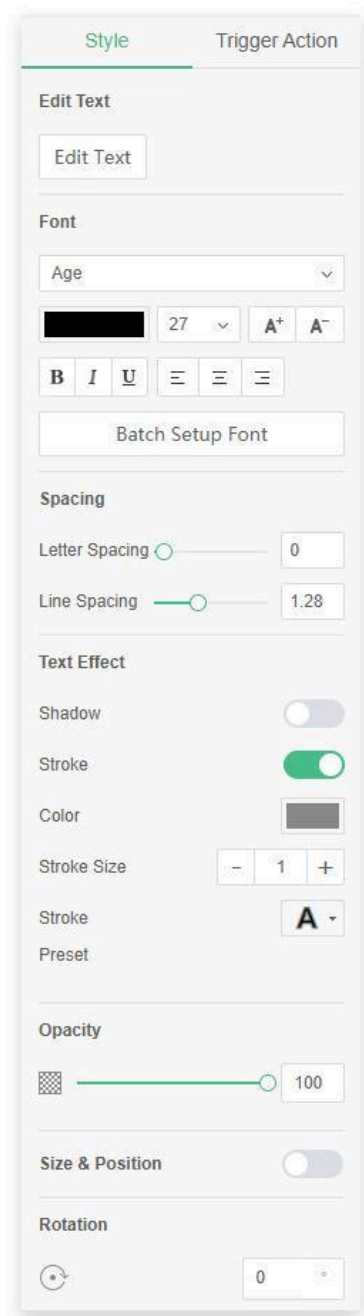 Style Trigger Action
Edit Text
Edit Text
Font
Age
27 A+ A-
B I U
Batch Setup Font
Spacing
Letter Spacing 0
Line Spacing 1.28
Text Effect
Shadow
Stroke
Color
Stroke Size - 1 +
Stroke A
Preset
Opacity
100
Size & Position
Rotation
0 °